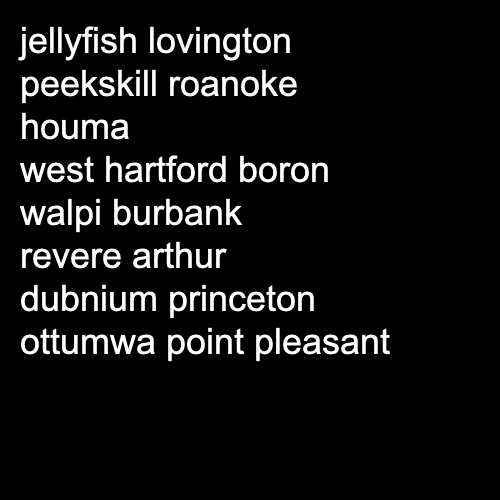 jellyfish lovington
peekskill roanoke
houma
west hartford boron
walpi burbank
revere arthur
dubnium princeton
ottumwa point pleasant